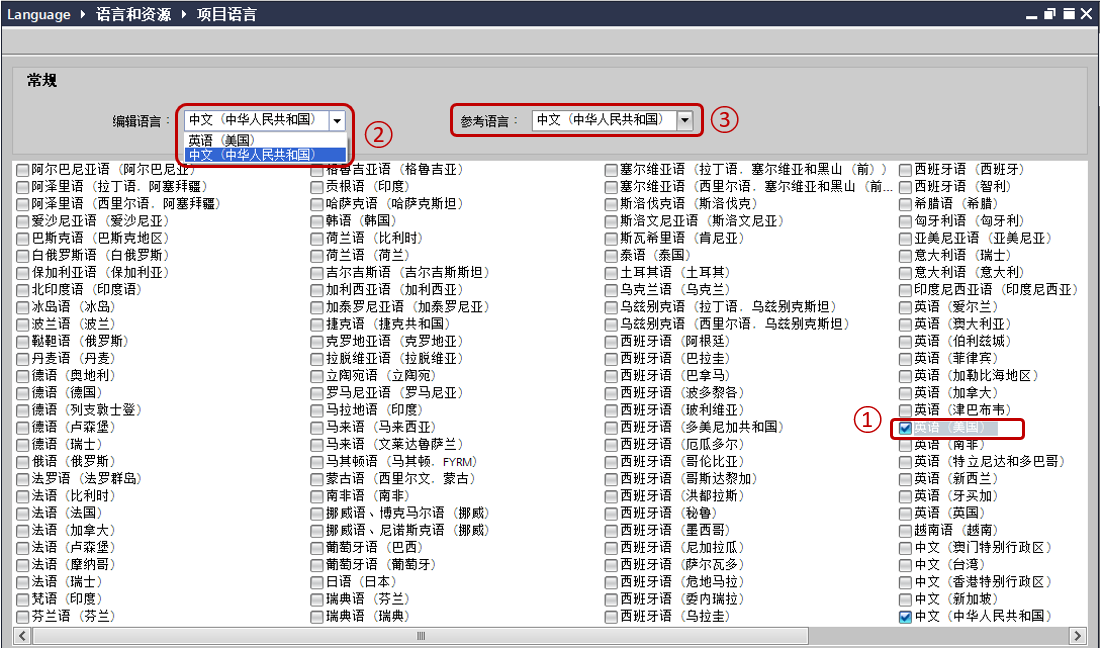 Language ▸ 语言和资源 ▸ 项目语言
常规
编辑语言： 中文（中华人民共和国） ② 参考语言： 中文（中华人民共和国） ③
英语（美国）
中文（中华人民共和国）
阿尔巴尼亚语（阿尔巴尼亚）
阿泽里语（拉丁语，阿塞拜疆）
阿泽里语（西里尔语，阿塞拜疆）
爱沙尼亚语（爱沙尼亚）
巴斯克语（巴斯克地区）
白俄罗斯语（白俄罗斯）
保加利亚语（保加利亚）
北印度语（印度语）
冰岛语（冰岛）
波兰语（波兰）
鞑靼语（俄罗斯）
丹麦语（丹麦）
德语（奥地利）
德语（德国）
德语（列支敦士登）
德语（卢森堡）
德语（瑞士）
俄语（俄罗斯）
法罗语（法罗群岛）
法语（比利时）
法语（法国）
法语（加拿大）
法语（卢森堡）
法语（摩纳哥）
法语（瑞士）
梵语（印度）
芬兰语（芬兰）
格鲁吉亚语（格鲁吉亚）
贡根语（印度）
哈萨克语（哈萨克斯坦）
韩语（韩国）
荷兰语（比利时）
荷兰语（荷兰）
吉尔吉斯语（吉尔吉斯斯坦）
加利西亚语（加利西亚）
加泰罗尼亚语（加泰罗尼亚）
捷克语（捷克共和国）
克罗地亚语（克罗地亚）
拉脱维亚语（拉脱维亚）
立陶宛语（立陶宛）
罗马尼亚语（罗马尼亚）
马拉地语（印度）
马来语（马来西亚）
马来语（文莱达鲁萨兰）
马其顿语（马其顿，FYRM）
蒙古语（西里尔文，蒙古）
南非语（南非）
挪威语、博克马尔语（挪威）
挪威语、尼诺斯克语（挪威）
葡萄牙语（巴西）
葡萄牙语（葡萄牙）
日语（日本）
瑞典语（芬兰）
瑞典语（瑞典）
塞尔维亚语（拉丁语，塞尔维亚和黑山（前））
塞尔维亚语（西里尔语，塞尔维亚和黑山（前...
斯洛伐克语（斯洛伐克）
斯洛文尼亚语（斯洛文尼亚）
斯瓦希里语（肯尼亚）
泰语（泰国）
土耳其语（土耳其）
乌克兰语（乌克兰）
乌兹别克语（拉丁语，乌兹别克斯坦）
乌兹别克语（西里尔语，乌兹别克斯坦）
西班牙语（阿根廷）
西班牙语（巴拉圭）
西班牙语（巴拿马）
西班牙语（波多黎各）
西班牙语（玻利维亚）
西班牙语（多美尼加共和国）
西班牙语（厄瓜多尔）
西班牙语（哥伦比亚）
西班牙语（哥斯达黎加）
西班牙语（洪都拉斯）
西班牙语（秘鲁）
西班牙语（墨西哥）
西班牙语（尼加拉瓜）
西班牙语（萨尔瓦多）
西班牙语（危地马拉）
西班牙语（委内瑞拉）
西班牙语（乌拉圭）
西班牙语（西班牙）
西班牙语（智利）
希腊语（希腊）
匈牙利语（匈牙利）
亚美尼亚语（亚美尼亚）
意大利语（瑞士）
意大利语（意大利）
印度尼西亚语（印度尼西亚）
英语（爱尔兰）
英语（澳大利亚）
英语（伯利兹城）
英语（菲律宾）
英语（加勒比海地区）
英语（加拿大）
英语（津巴布韦）
① 英语（美国）
英语（南非）
英语（特立尼达和多巴哥）
英语（新西兰）
英语（牙买加）
英语（英国）
越南语（越南）
中文（澳门特别行政区）
中文（台湾）
中文（香港特别行政区）
中文（新加坡）
中文（中华人民共和国）